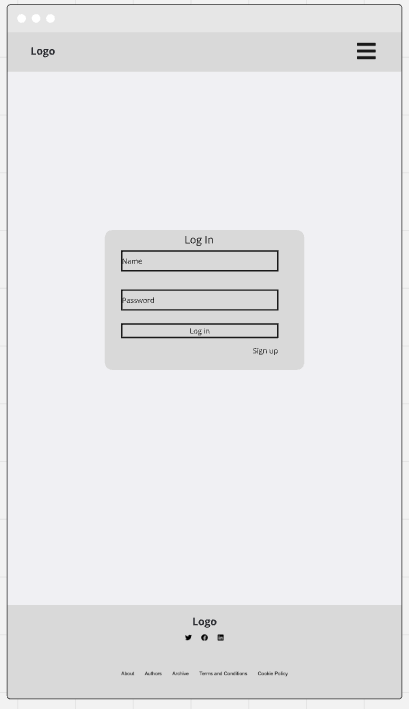 Logo
Log In
Name
Password
Log in
Sign up
Logo
About Authors Archive Terms and Conditions Cookie Policy